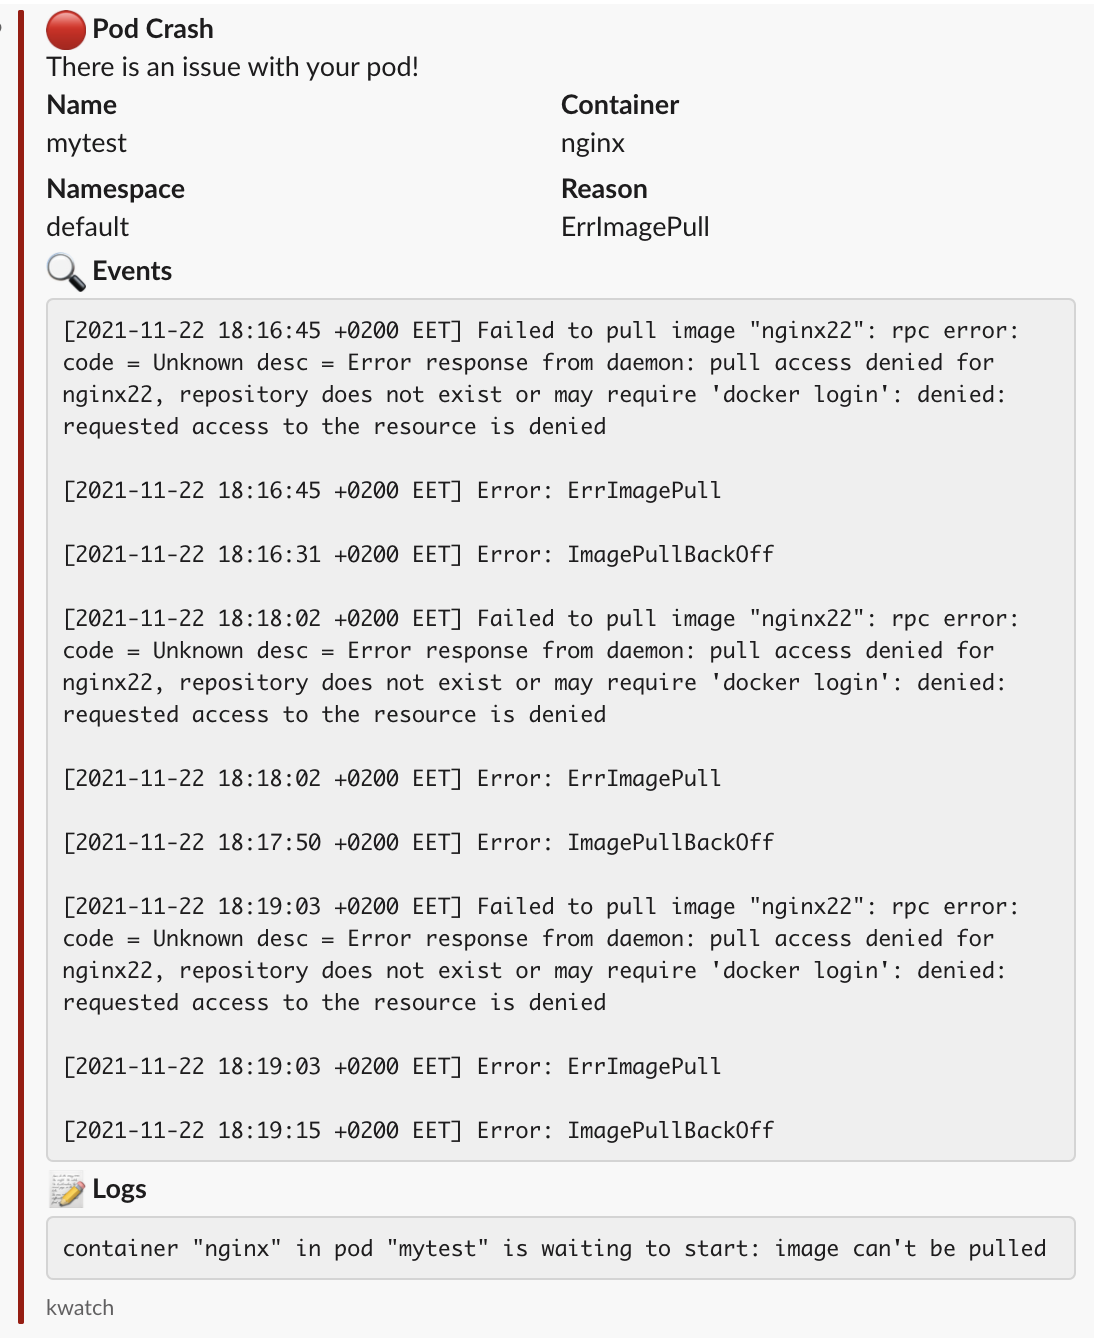 Pod Crash
There is an issue with your pod!
Name
Container
mytest
nginx
Namespace
Reason
default
ErrImagePull
Events
[2021-11-22 18:16:45 +0200 EET] Failed to pull image "nginx22": rpc error:
code = Unknown desc = Error response from daemon: pull access denied for
nginx22, repository does not exist or may require 'docker login': denied:
requested access to the resource is denied
[2021-11-22 18:16:45 +0200 EET] Error: ErrImagePull
[2021-11-22 18:16:31 +0200 EET] Error: ImagePullBackOff
[2021-11-22 18:18:02 +0200 EET] Failed to pull image "nginx22": rpc error:
code = Unknown desc = Error response from daemon: pull access denied for
nginx22, repository does not exist or may require 'docker login': denied:
requested access to the resource is denied
[2021-11-22 18:18:02 +0200 EET] Error: ErrImagePull
[2021-11-22 18:17:50 +0200 EET] Error: ImagePullBackOff
[2021-11-22 18:19:03 +0200 EET] Failed to pull image "nginx22": rpc error:
code = Unknown desc = Error response from daemon: pull access denied for
nginx22, repository does not exist or may require 'docker login': denied:
requested access to the resource is denied
[2021-11-22 18:19:03 +0200 EET] Error: ErrImagePull
[2021-11-22 18:19:15 +0200 EET] Error: ImagePullBackOff
Logs
container "nginx" in pod "mytest" is waiting to start: image can't be pulled
kwatch